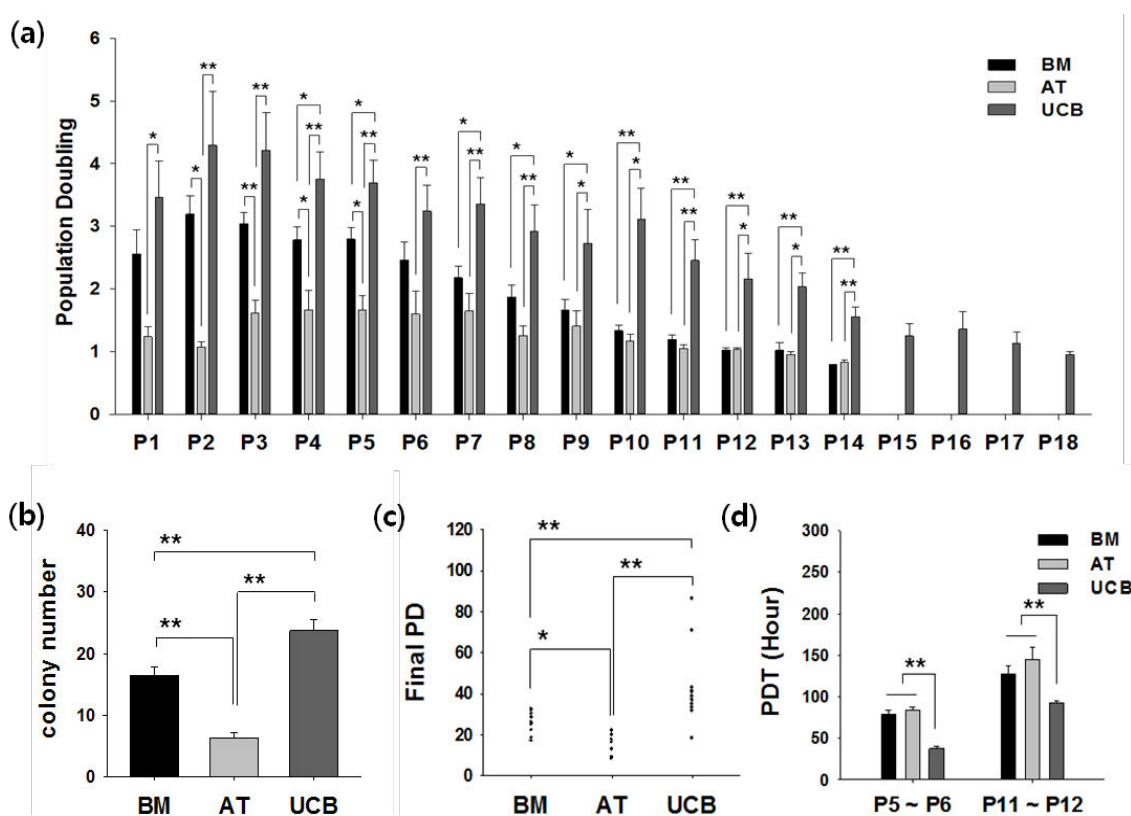 (a)
Population Doubling
6
5
4
3
2
1
0
BM
AT
UCB
* ** ** * ** * ** ** * ** * * * ** ** ** ** **
* ** ** ** ** ** ** * * ** * * **
* ** * *
P1 P2 P3 P4 P5 P6 P7 P8 P9 P10 P11 P12 P13 P14 P15 P16 P17 P18
(b)
colony number
40
30
20
10
0
**
**
**
BM AT UCB
(c)
Final PD
120
100
80
60
40
20
0
**
**
*
BM AT UCB
(d)
PDT (Hour)
300
250
200
150
100
50
0
BM
AT
UCB
**
**
P5 ~ P6 P11 ~ P12